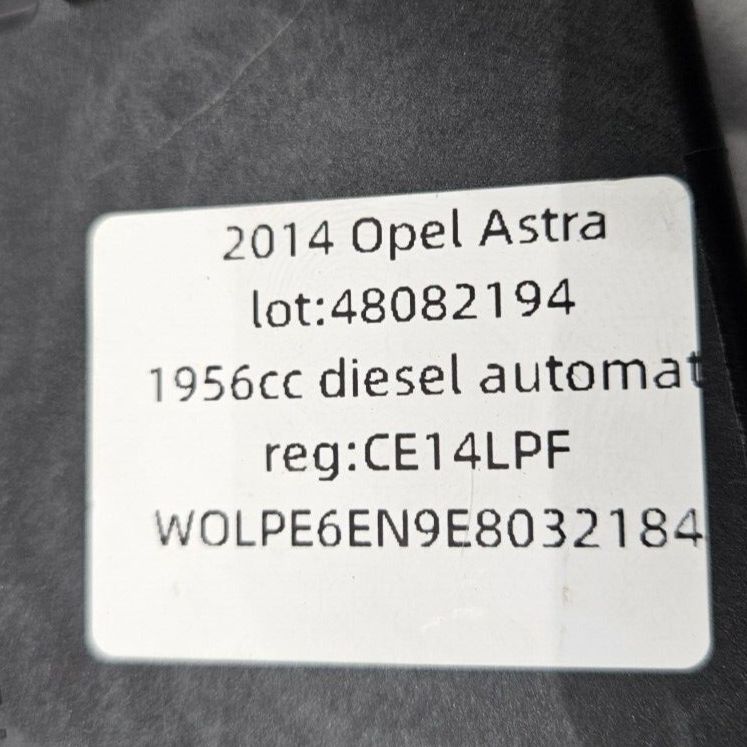 2014 Opel Astra
lot:48082194
1956cc diesel automat
reg:CE14LPF
WOLPE6EN9E8032184